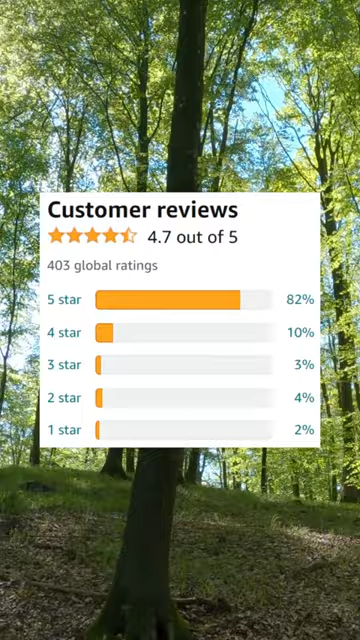 Customer reviews
4.7 out of 5
403 global ratings
5 star 82%
4 star 10%
3 star 3%
2 star 4%
1 star 2%